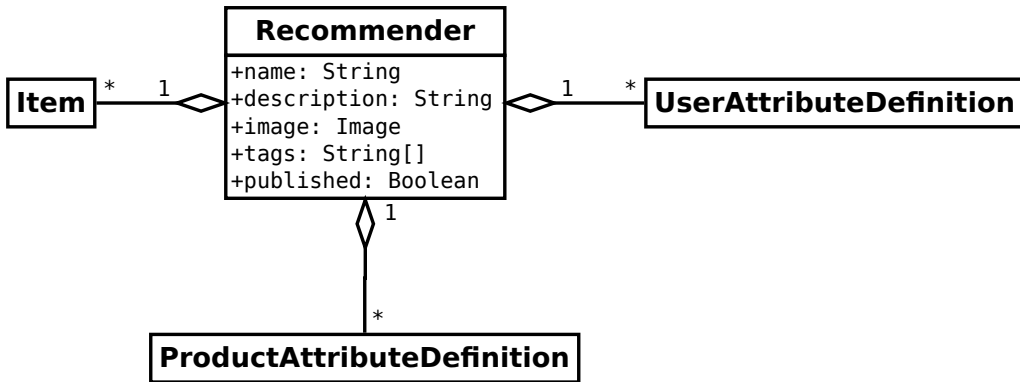 Recommender
+name: String
+description: String
+image: Image
+tags: String[]
+published: Boolean
* 1
Item
1 *
UserAttributeDefinition
1
*
ProductAttributeDefinition